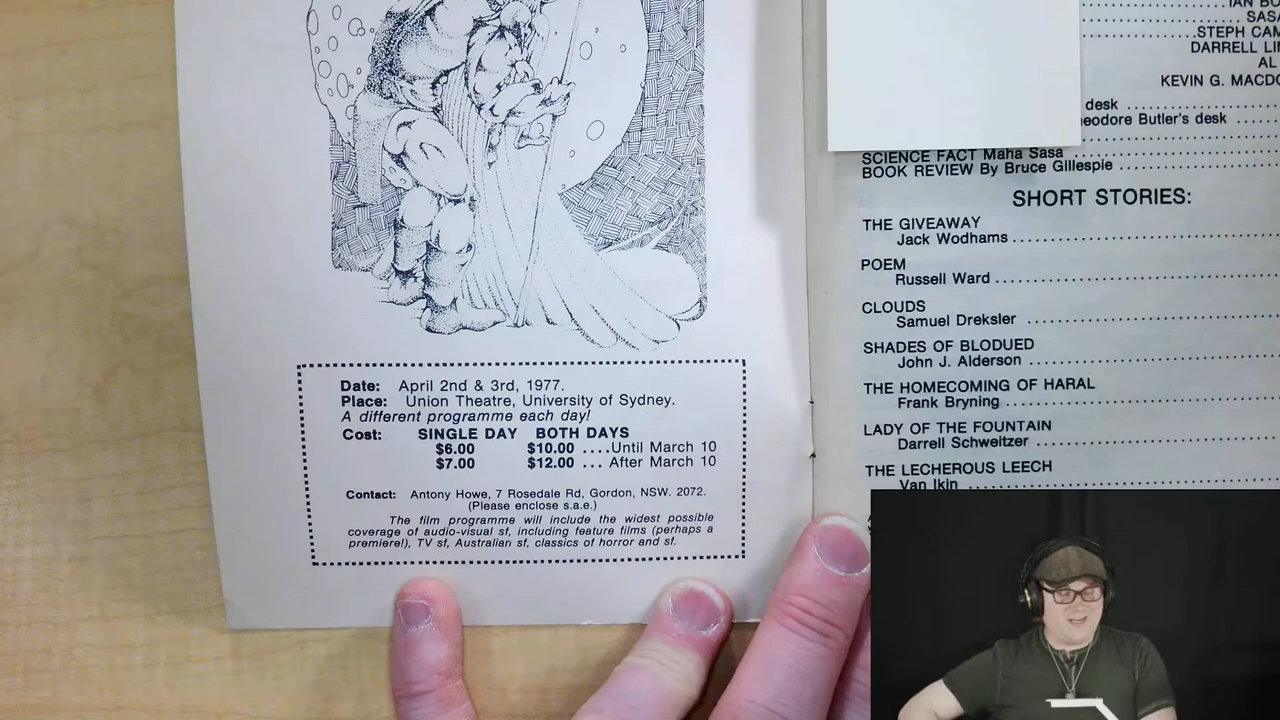 Date: April 2nd & 3rd, 1977.
Place: Union Theatre, University of Sydney.
A different programme each day!
Cost: SINGLE DAY BOTH DAYS
$6.00 $10.00 ....Until March 10
$7.00 $12.00 ... After March 10
Contact: Antony Howe, 7 Rosedale Rd, Gordon, NSW. 2072.
(Please enclose s.a.e.)
The film programme will include the widest possible
coverage of audio-visual sf, including feature films (perhaps a
premiere!), TV sf, Australian sf, classics of horror and sf.
IAN
STEPH
DARRELL
AL
KEVIN G.
desk
Butler's desk
SCIENCE FACT Maha Sasa
BOOK REVIEW By Bruce Gillespie
SHORT STORIES:
THE GIVEAWAY
Jack Wodhams
POEM
Russell Ward
CLOUDS
Samuel Dreksler
SHADES OF BLODUED
John J. Alderson
THE HOMECOMING OF HARAL
Frank Bryning
LADY OF THE FOUNTAIN
Darrell Schweitzer
THE LECHEROUS LEECH
Van Ikin